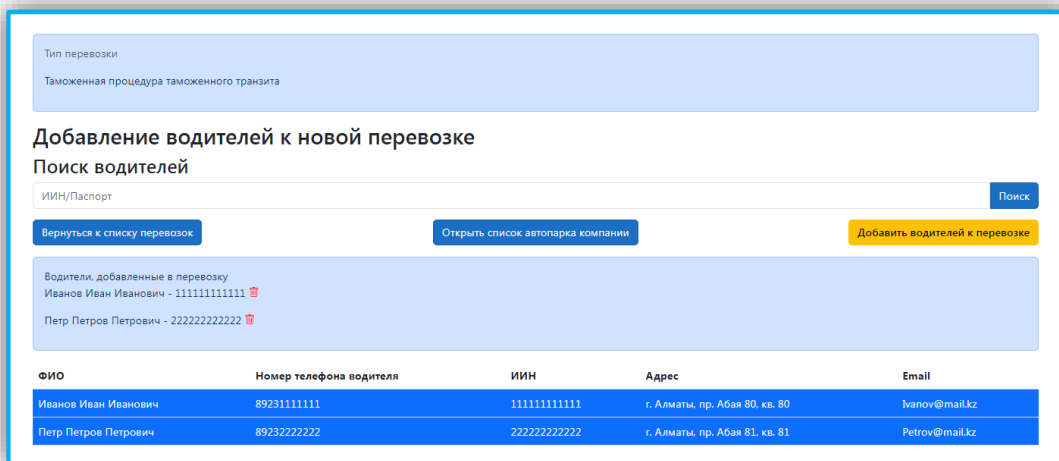 Тип перевозки
Таможенная процедура таможенного транзита
Добавление водителей к новой перевозке
Поиск водителей
ИИН/Паспорт Поиск
Вернуться к списку перевозок Открыть список автопарка компании Добавить водителей к перевозке
Водители, добавленные в перевозку
Иванов Иван Иванович - 111111111111
Петр Петров Петрович - 222222222222
ФИО Номер телефона водителя ИИН Адрес Email
Иванов Иван Иванович 89231111111 111111111111 г. Алматы, пр. Абая 80, кв. 80 Ivanov@mail.kz
Петр Петров Петрович 89232222222 222222222222 г. Алматы, пр. Абая 81, кв. 81 Petrov@mail.kz